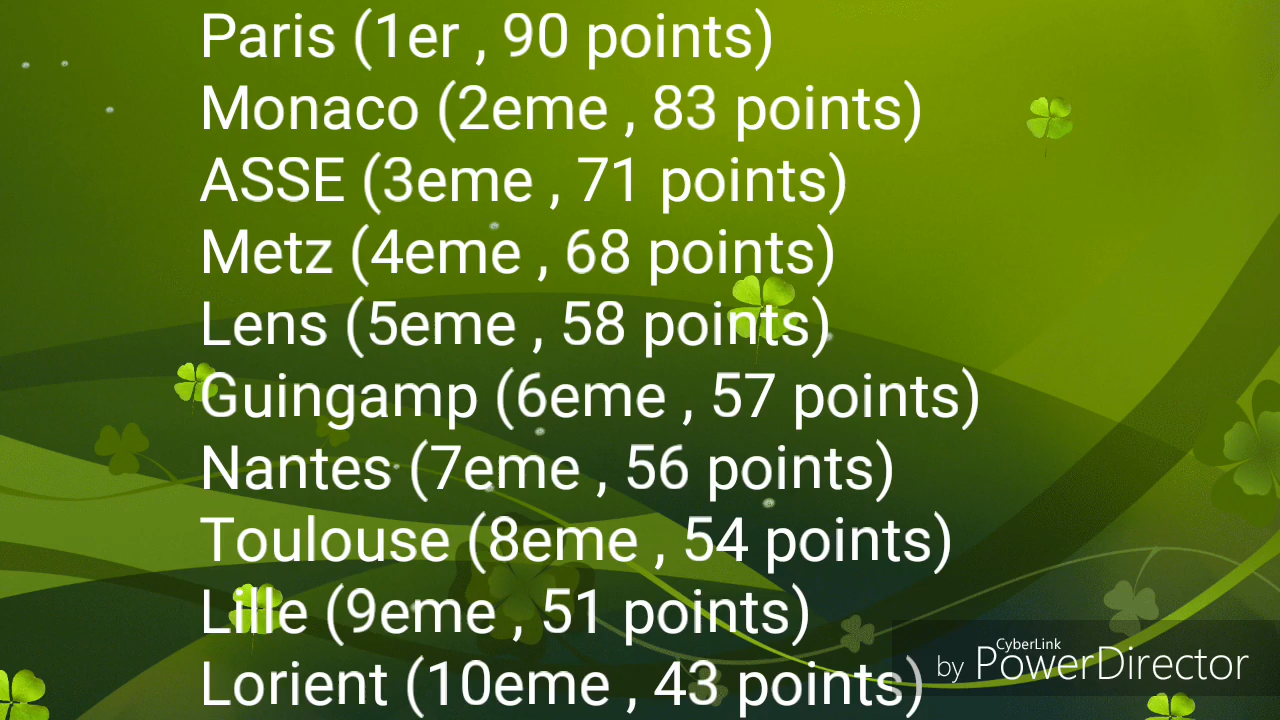 Paris (1er , 90 points)
Monaco (2eme , 83 points)
ASSE (3eme , 71 points)
Metz (4eme , 68 points)
Lens (5eme , 58 points)
Guingamp (6eme , 57 points)
Nantes (7eme , 56 points)
Toulouse (8eme , 54 points)
Lille (9eme , 51 points)
Lorient (10eme , 43 points)
CyberLink
by PowerDirector